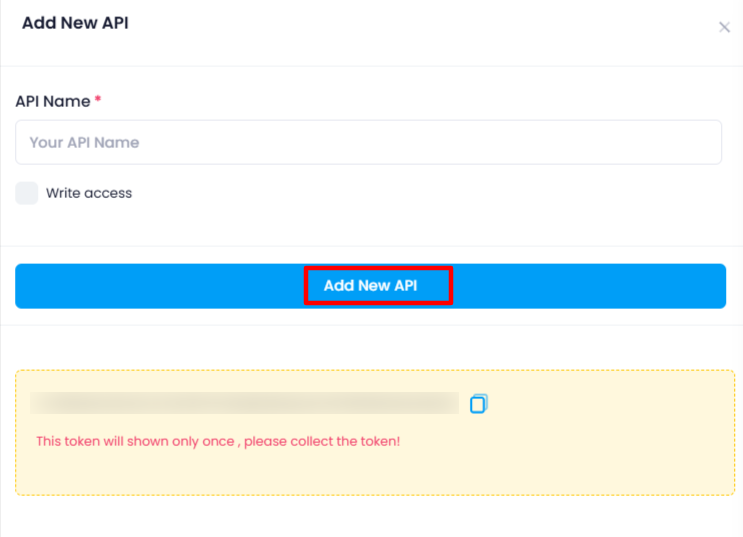 Add New API
API Name *
Your API Name
Write access
Add New API
This token will shown only once , please collect the token!